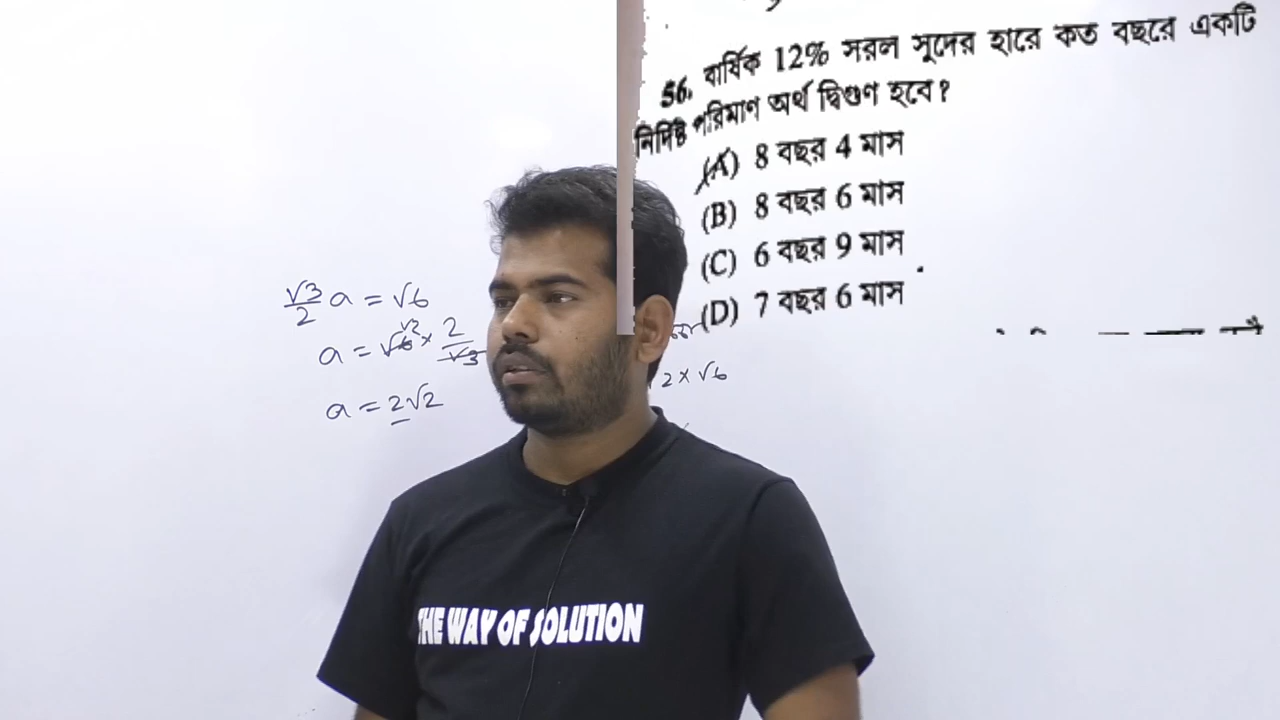 56. বার্ষিক 12% সরল সুদের হারে কত বছরে একটি
নির্দিষ্ট পরিমাণ অর্থ দ্বিগুণ হবে?
(A) 8 বছর 4 মাস
(B) 8 বছর 6 মাস
(C) 6 বছর 9 মাস
(D) 7 বছর 6 মাস
√3/2 a = √6
a = √6 √2 × 2/√3
a = 2√2
2 × √6
THE WAY OF SOLUTION